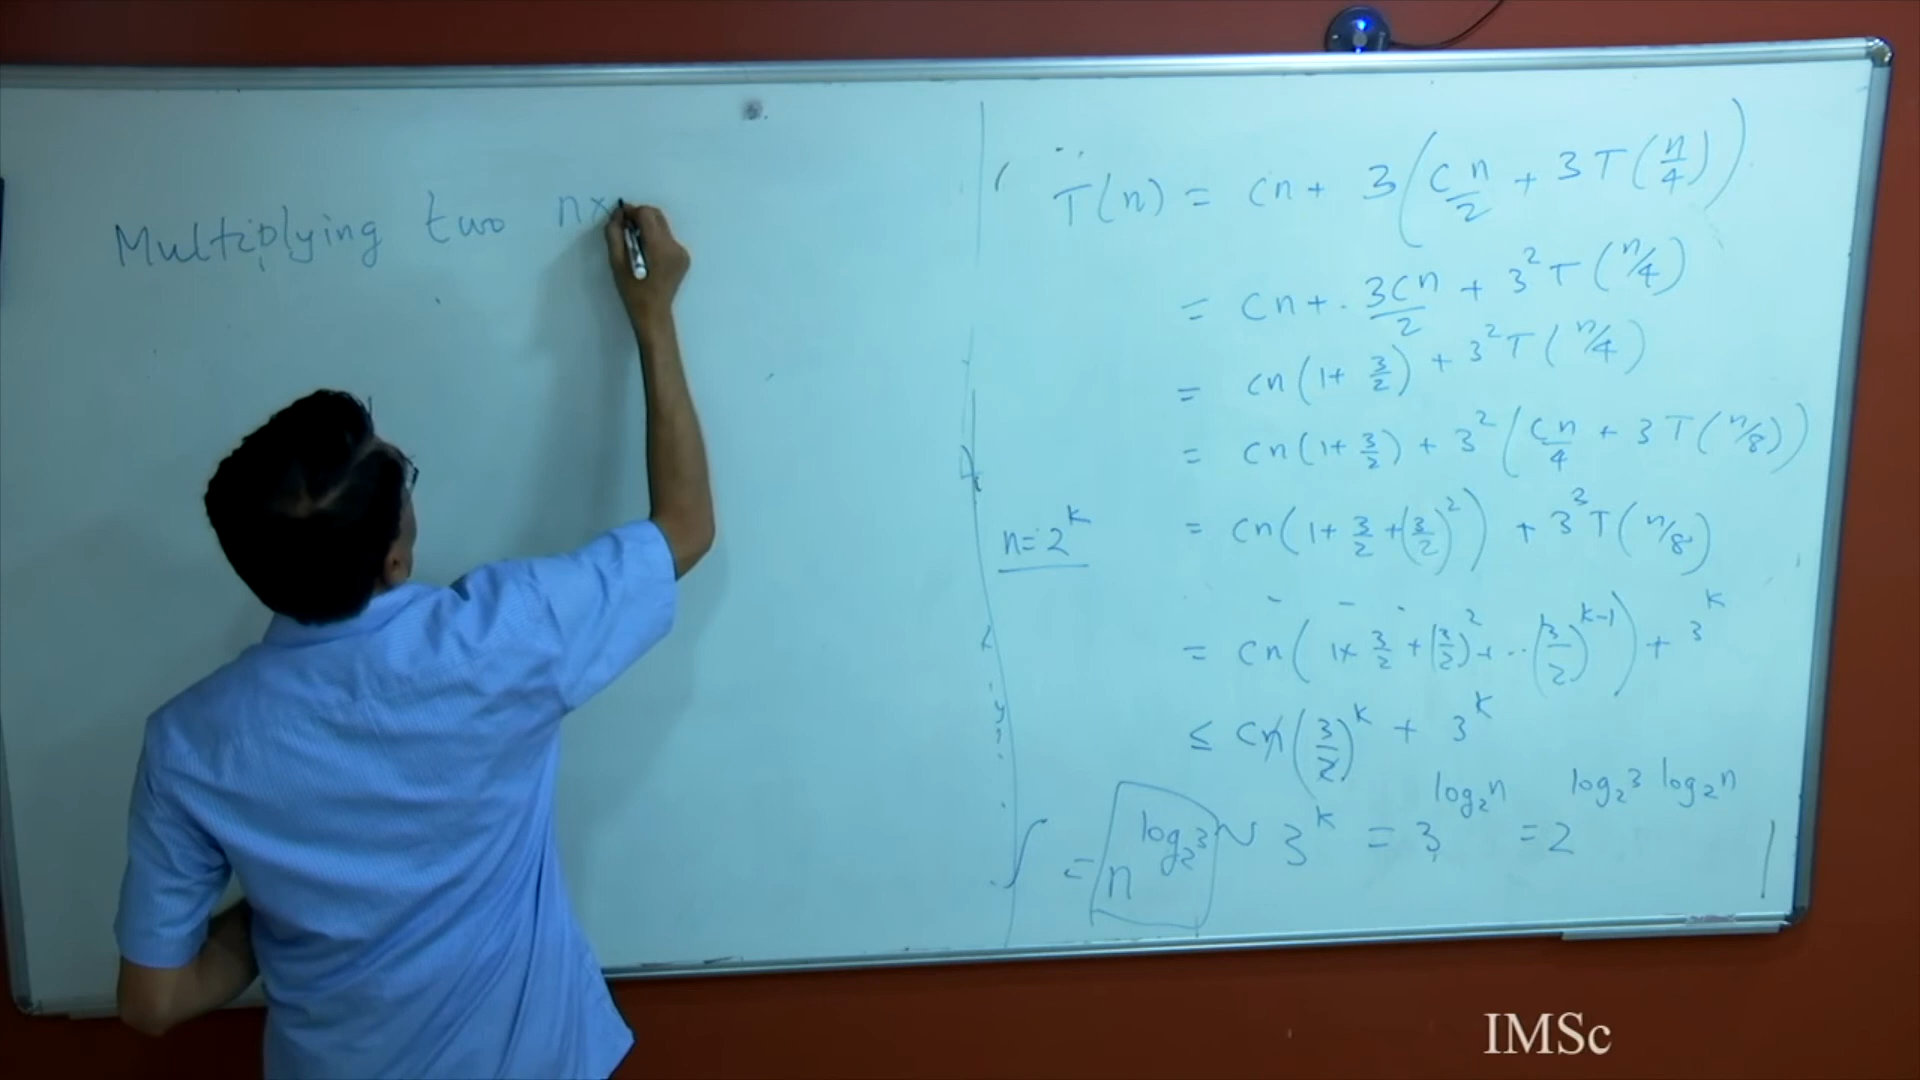 Multiplying two n×
T(n) = cn + 3(cn/2 + 3T(n/4))
= cn + 3cn/2 + 3²T(n/4)
= cn(1+ 3/2) + 3²T(n/4)
= cn(1+ 3/2) + 3²(cn/4 + 3T(n/8))
n=2^k
= cn(1+ 3/2 + (3/2)²) + 3³T(n/8)
= cn(1+ 3/2 + (3/2)² + ..(3/2)^(k-1)) + 3^k
≤ cn(3/2)^k + 3^k
= n^(log₂3) ~ 3^k = 3^(log₂n) = 2^(log₂3 log₂n)
IMSc